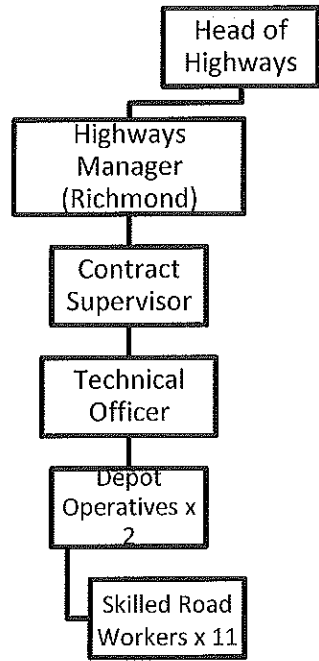 Head of
Highways
Highways
Manager
(Richmond)
Contract
Supervisor
Technical
Officer
Depot
Operatives x
2
Skilled Road
Workers x 11